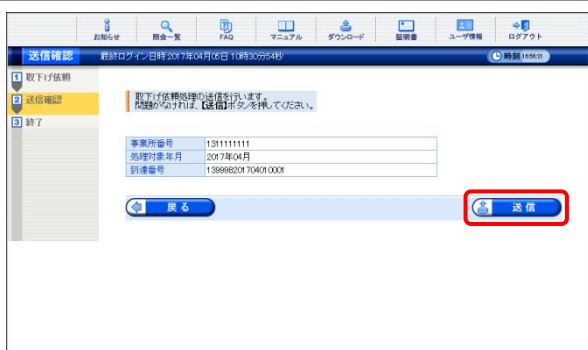 お知らせ 照会一覧 FAQ マニュアル ダウンロード 証明書 ユーザ情報 ログアウト
送信確認 最終ログイン日時 2017年04月05日 10時30分54秒 時刻 16:56:21
1 取下げ依頼
2 送信確認
3 終了
取下げ依頼処理の送信を行います。
問題がなければ、【送信】ボタンを押してください。
事業所番号 1311111111
処理対象年月 2017年04月
到達番号 1399982017040010001
戻る 送信